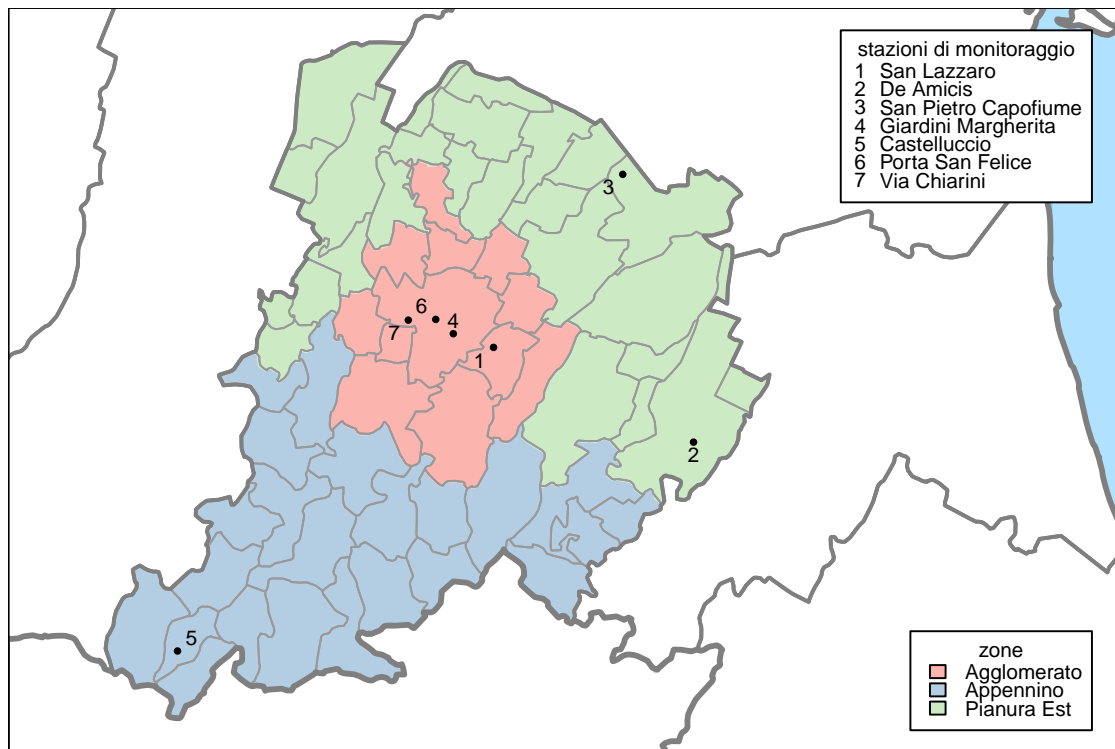 stazioni di monitoraggio
1 San Lazzaro
2 De Amicis
3 San Pietro Capofiume
4 Giardini Margherita
5 Castelluccio
6 Porta San Felice
7 Via Chiarini
3
6
4
7
1
2
5
zone
Agglomerato
Appennino
Pianura Est